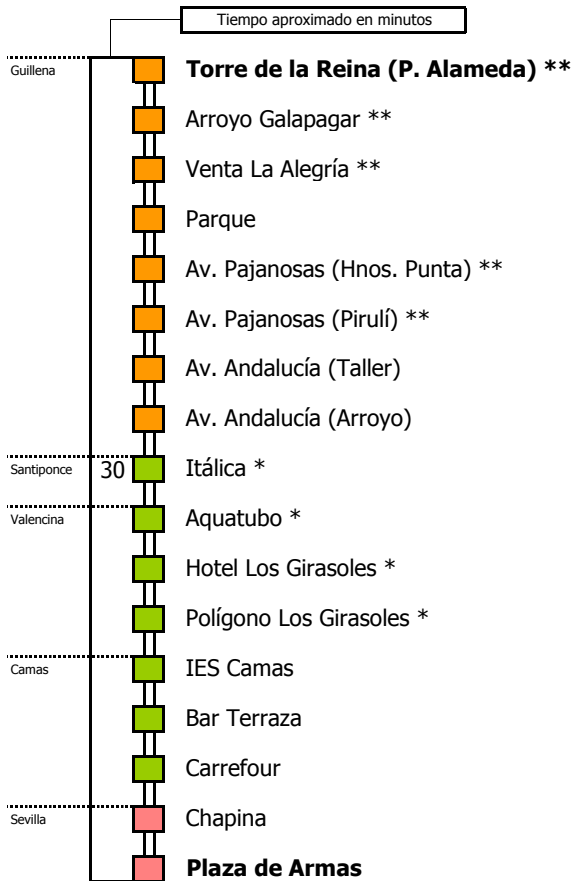 Tiempo aproximado en minutos
Guillena
Torre de la Reina (P. Alameda) **
Arroyo Galapagar **
Venta La Alegría **
Parque
Av. Pajanosas (Hnos. Punta) **
Av. Pajanosas (Pirulí) **
Av. Andalucía (Taller)
Av. Andalucía (Arroyo)
Santiponce 30 Itálica *
Valencina Aquatubo *
Hotel Los Girasoles *
Polígono Los Girasoles *
Camas IES Camas
Bar Terraza
Carrefour
Sevilla Chapina
Plaza de Armas